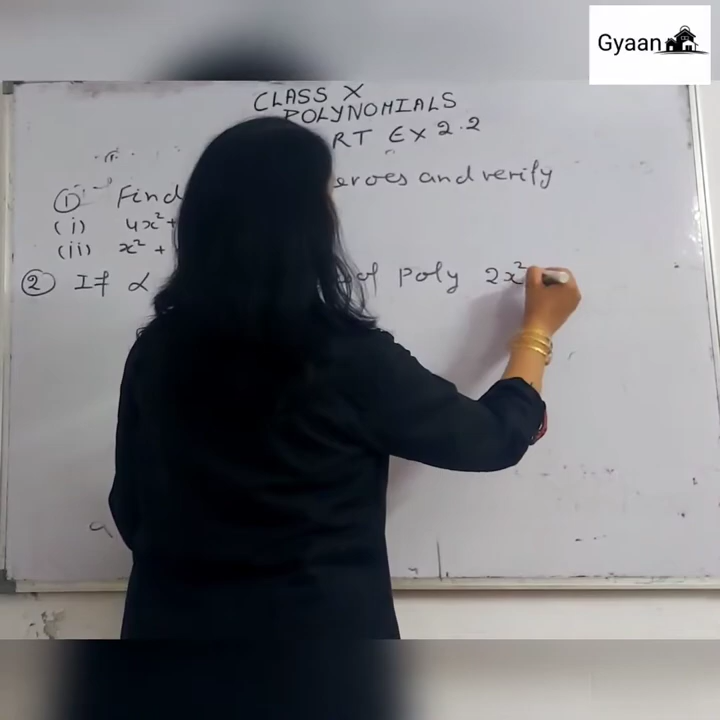 Gyaan
CLASS X
POLYNOMIALS
RT EX 2.2
① Find eroes and verify
(i) 4x² +
(ii) x² +
② If α of poly 2x²